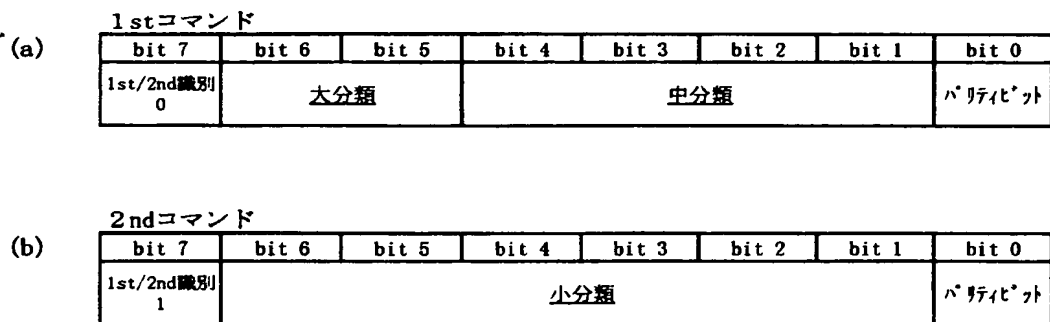 1stコマンド
(a)
bit 7 bit 6 bit 5 bit 4 bit 3 bit 2 bit 1 bit 0
1st/2nd識別 大分類 中分類 パリティビット
0
2ndコマンド
(b)
bit 7 bit 6 bit 5 bit 4 bit 3 bit 2 bit 1 bit 0
1st/2nd識別 小分類 パリティビット
1